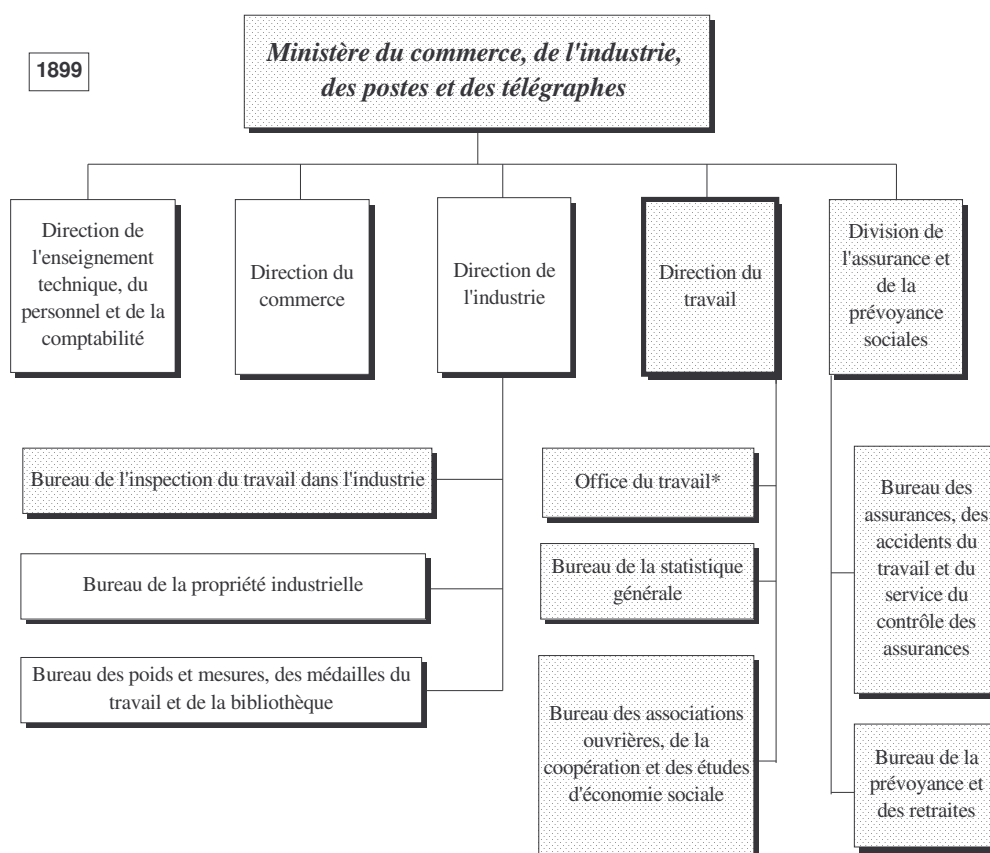 1899
Ministère du commerce, de l'industrie,
des postes et des télégraphes
Direction de
l'enseignement
technique, du
personnel et de la
comptabilité
Direction du
commerce
Direction de
l'industrie
Direction du
travail
Division de
l'assurance et
de la
prévoyance
sociales
Bureau de l'inspection du travail dans l'industrie
Bureau de la propriété industrielle
Bureau des poids et mesures, des médailles du
travail et de la bibliothèque
Office du travail*
Bureau de la statistique
générale
Bureau des associations
ouvrières, de la
coopération et des études
d'économie sociale
Bureau des
assurances, des
accidents du
travail et du
service du
contrôle des
assurances
Bureau de la
prévoyance et
des retraites